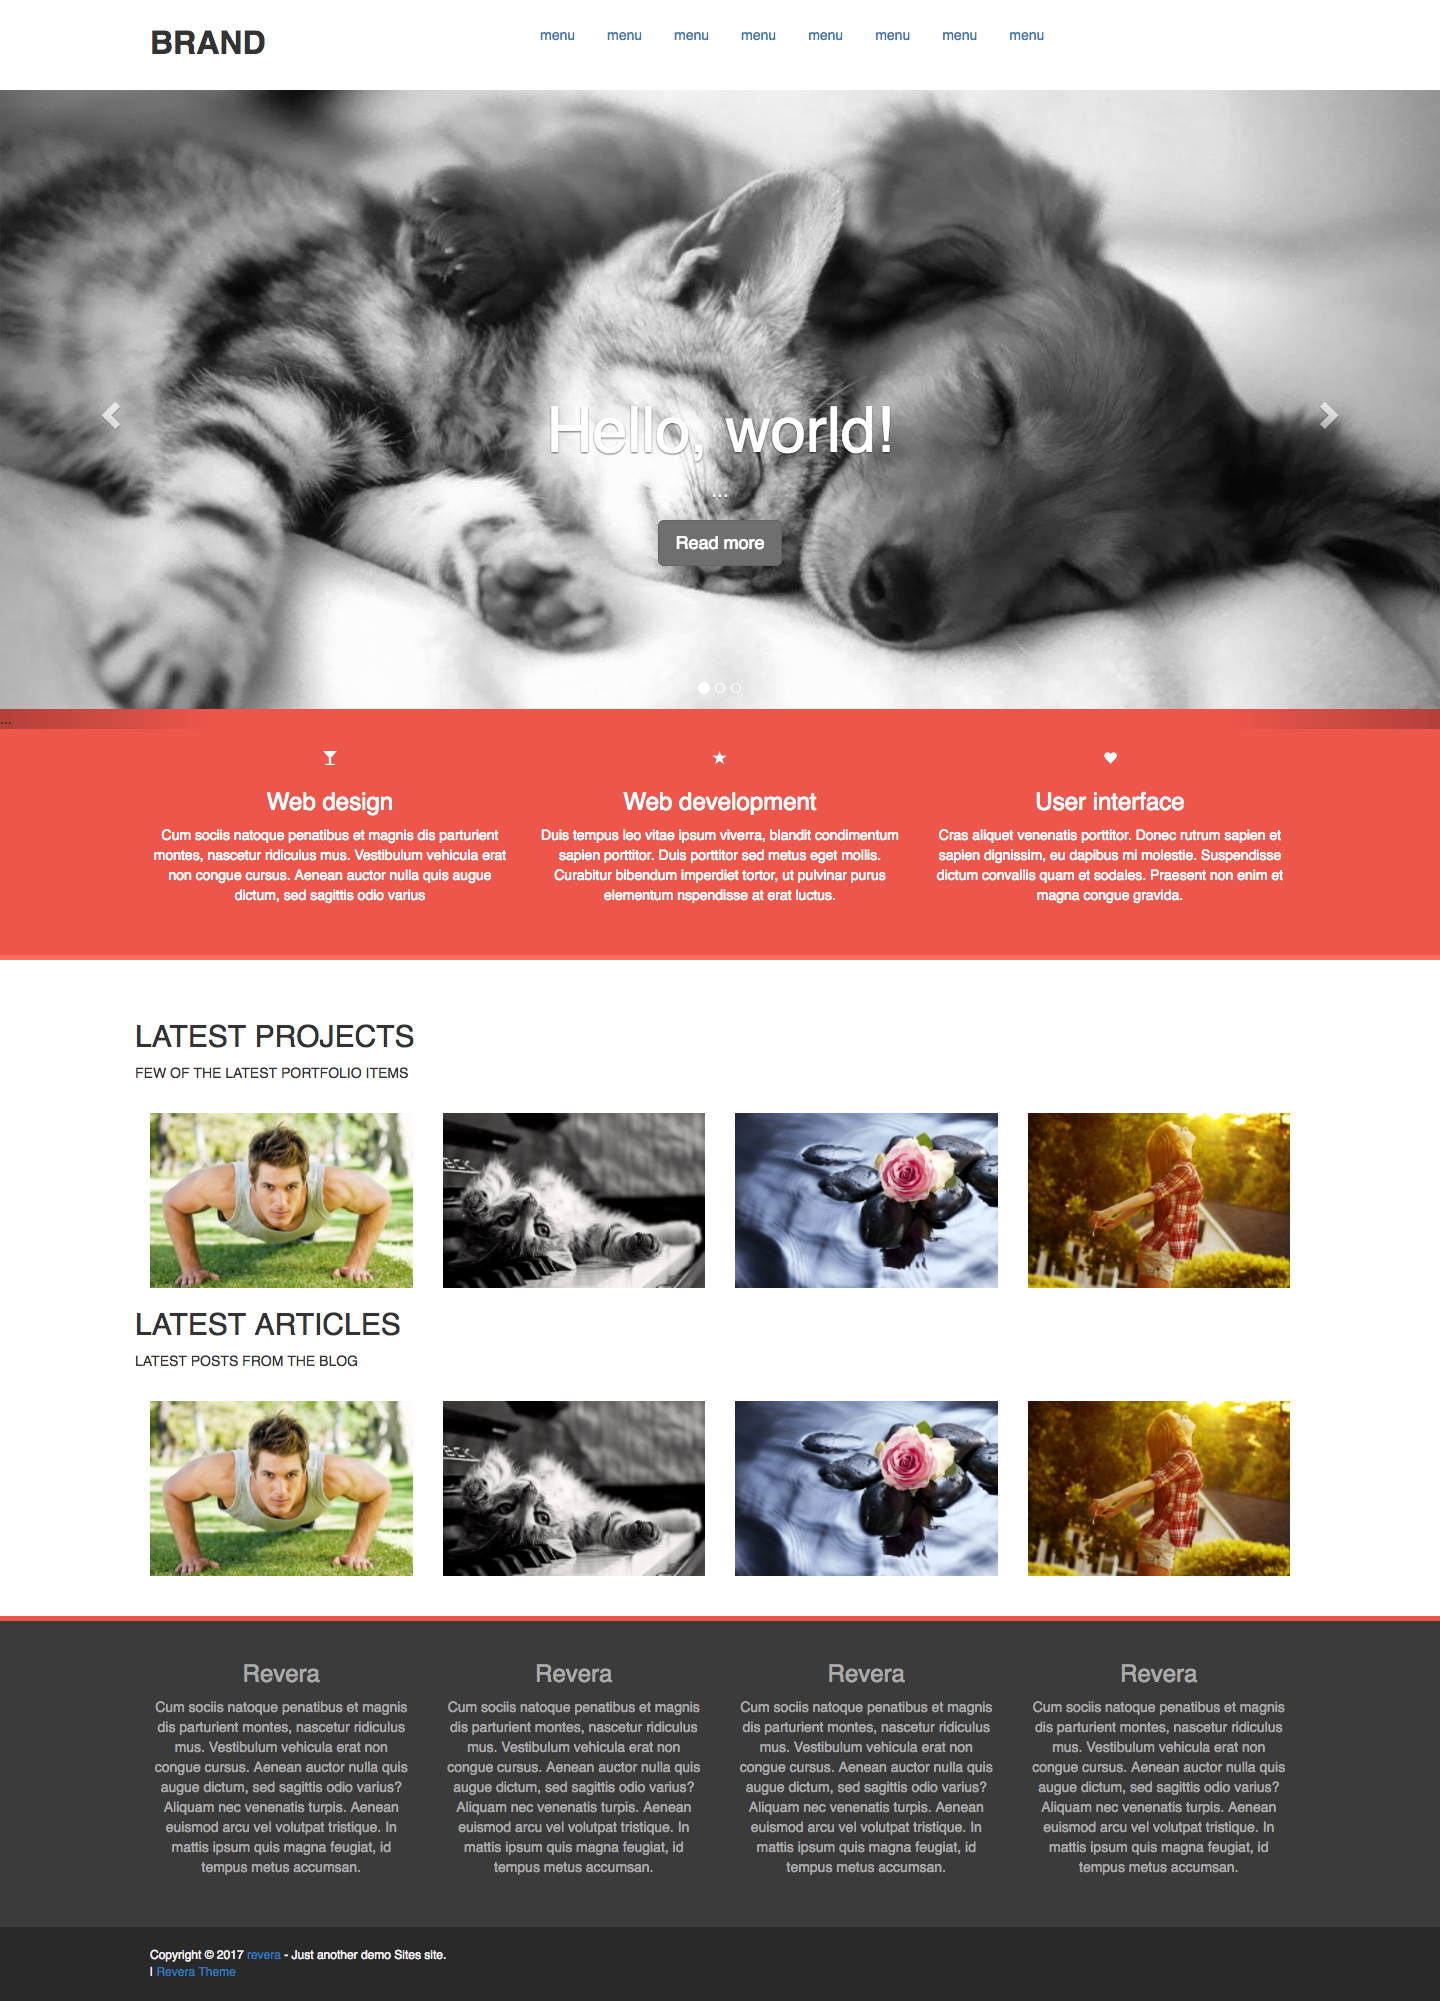 BRAND
menu menu menu menu menu menu menu menu
Hello, world!
...
Read more
...
Web design
Cum sociis natoque penatibus et magnis dis parturient
montes, nascetur ridiculus mus. Vestibulum vehicula erat
non congue cursus. Aenean auctor nulla quis augue
dictum, sed sagittis odio varius
Web development
Duis tempus leo vitae ipsum viverra, blandit condimentum
sapien porttitor. Duis porttitor sed metus eget mollis.
Curabitur bibendum imperdiet tortor, ut pulvinar purus
elementum nspendisse at erat luctus.
User interface
Cras aliquet venenatis porttitor. Donec rutrum sapien et
sapien dignissim, eu dapibus mi molestie. Suspendisse
dictum convallis quam et sodales. Praesent non enim et
magna congue gravida.
LATEST PROJECTS
FEW OF THE LATEST PORTFOLIO ITEMS
LATEST ARTICLES
LATEST POSTS FROM THE BLOG
Revera
Cum sociis natoque penatibus et magnis
dis parturient montes, nascetur ridiculus
mus. Vestibulum vehicula erat non
congue cursus. Aenean auctor nulla quis
augue dictum, sed sagittis odio varius?
Aliquam nec venenatis turpis. Aenean
euismod arcu vel volutpat tristique. In
mattis ipsum quis magna feugiat, id
tempus metus accumsan.
Revera
Cum sociis natoque penatibus et magnis
dis parturient montes, nascetur ridiculus
mus. Vestibulum vehicula erat non
congue cursus. Aenean auctor nulla quis
augue dictum, sed sagittis odio varius?
Aliquam nec venenatis turpis. Aenean
euismod arcu vel volutpat tristique. In
mattis ipsum quis magna feugiat, id
tempus metus accumsan.
Revera
Cum sociis natoque penatibus et magnis
dis parturient montes, nascetur ridiculus
mus. Vestibulum vehicula erat non
congue cursus. Aenean auctor nulla quis
augue dictum, sed sagittis odio varius?
Aliquam nec venenatis turpis. Aenean
euismod arcu vel volutpat tristique. In
mattis ipsum quis magna feugiat, id
tempus metus accumsan.
Revera
Cum sociis natoque penatibus et magnis
dis parturient montes, nascetur ridiculus
mus. Vestibulum vehicula erat non
congue cursus. Aenean auctor nulla quis
augue dictum, sed sagittis odio varius?
Aliquam nec venenatis turpis. Aenean
euismod arcu vel volutpat tristique. In
mattis ipsum quis magna feugiat, id
tempus metus accumsan.
Copyright © 2017 revera - Just another demo Sites site.
| Revera Theme